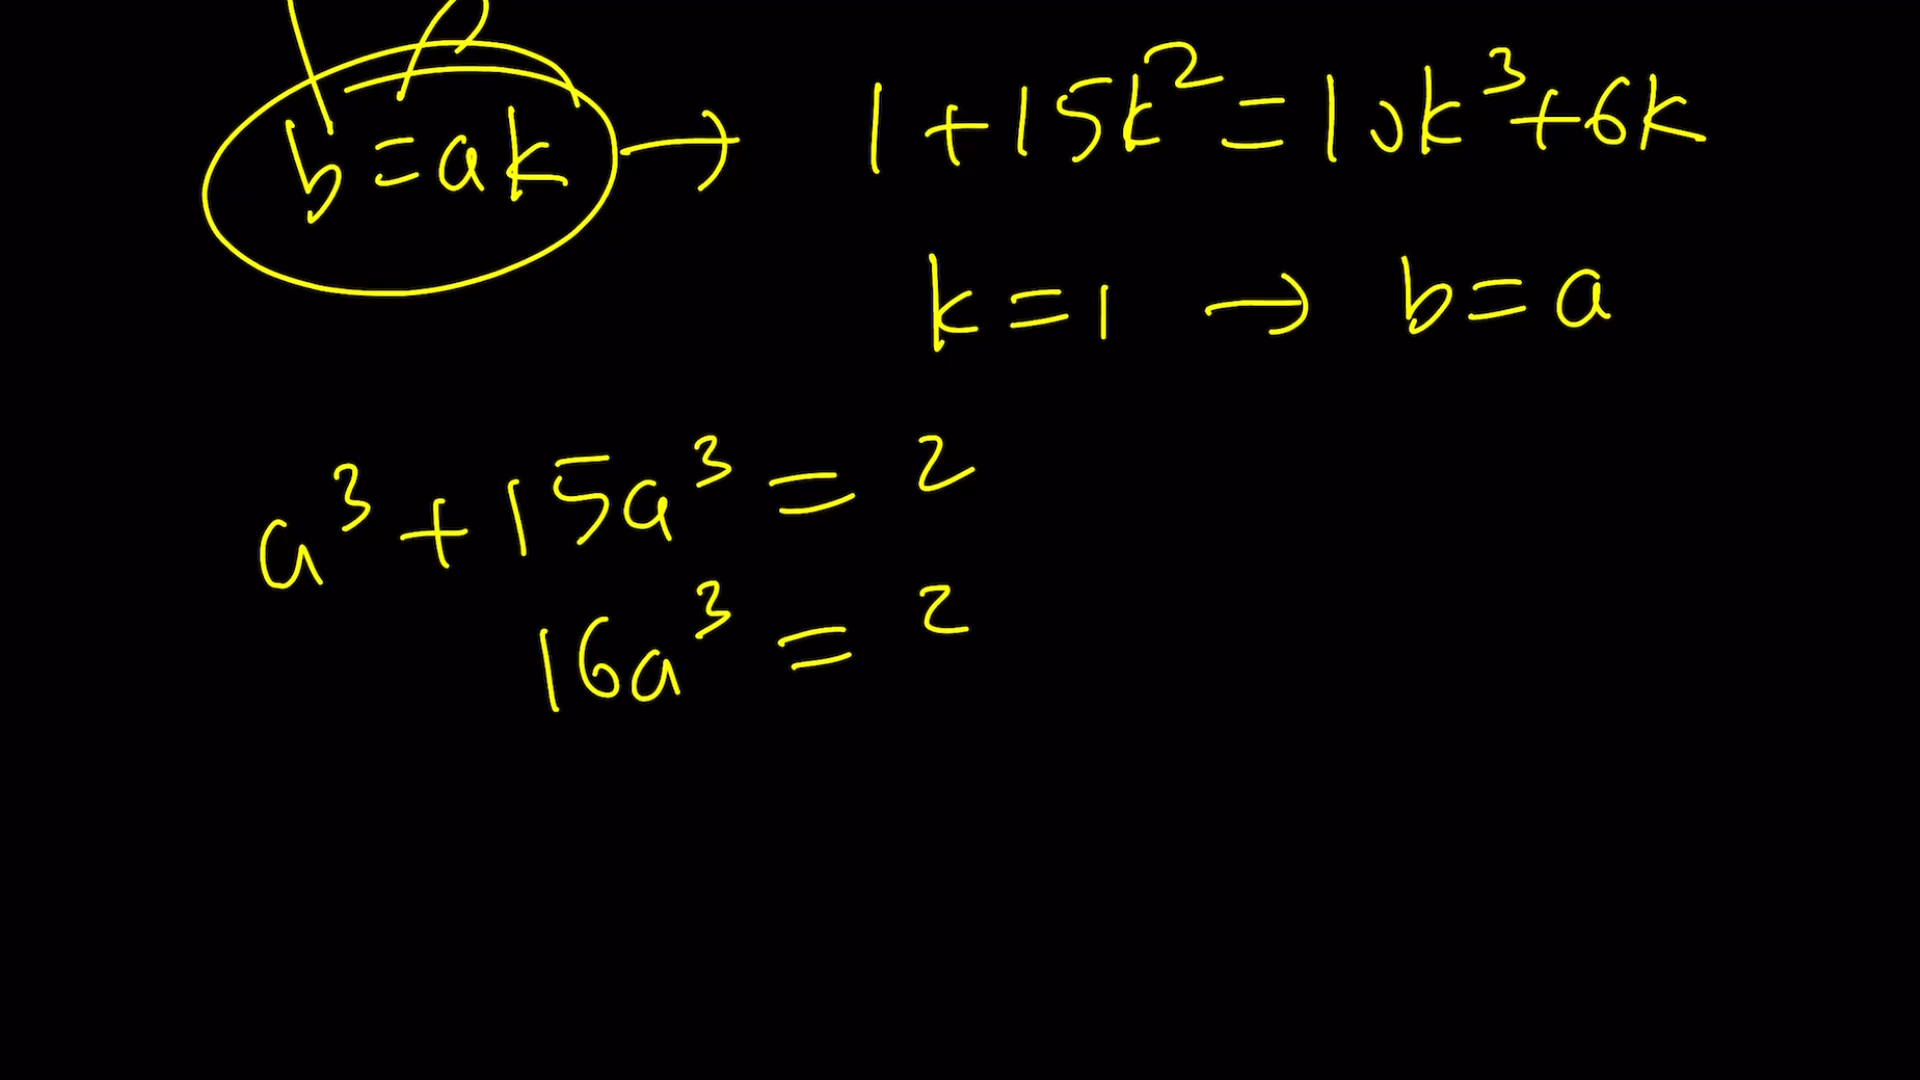 b=ak → 1+15k²=10k³+6k
k=1 → b=a
a³+15a³=2
16a³=2